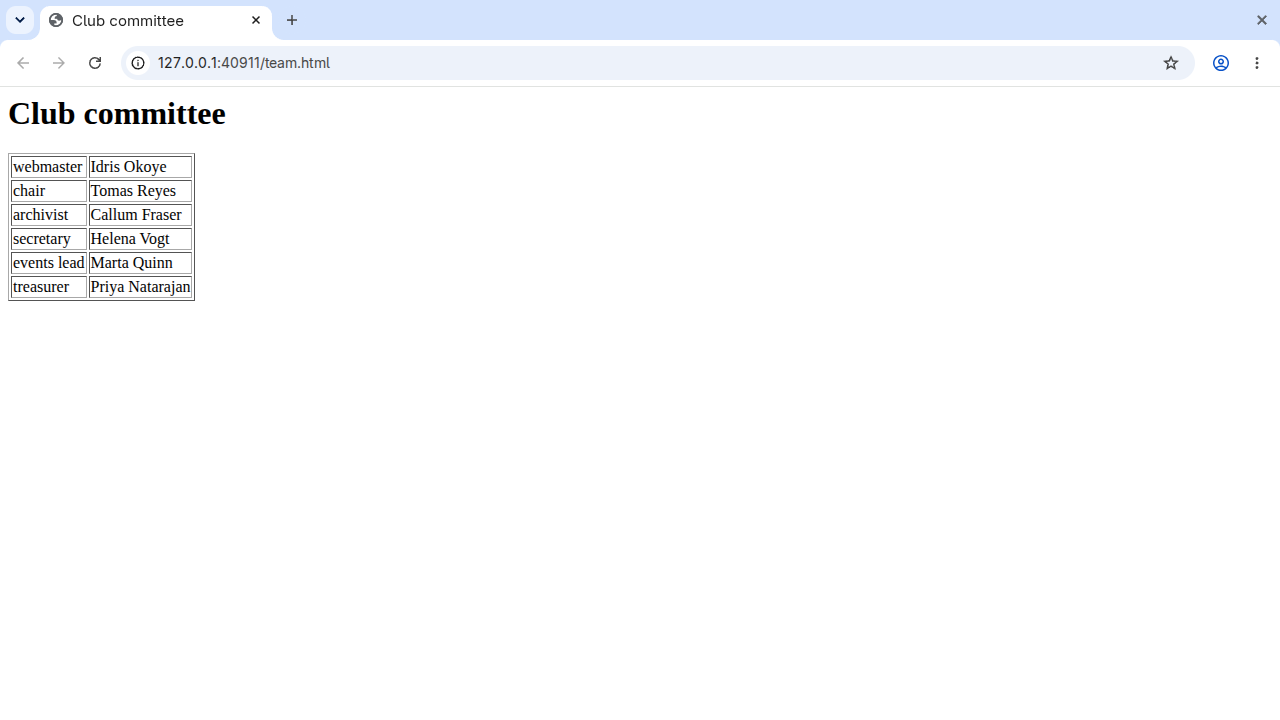 Club committee
127.0.0.1:40911/team.html
Club committee
webmaster Idris Okoye
chair Tomas Reyes
archivist Callum Fraser
secretary Helena Vogt
events lead Marta Quinn
treasurer Priya Natarajan